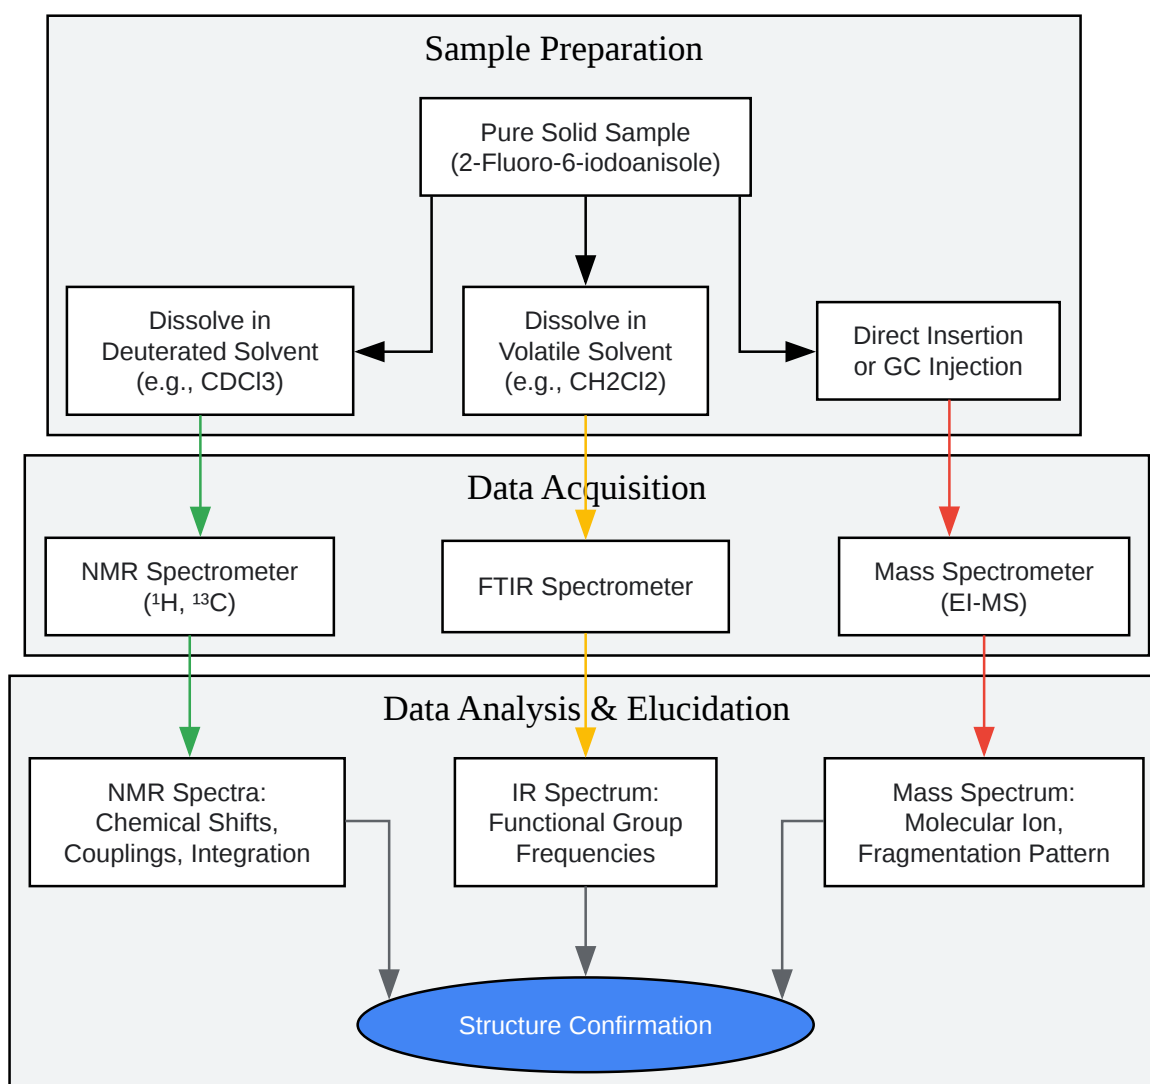 Sample Preparation
Pure Solid Sample
(2-Fluoro-6-iodoanisole)
Dissolve in
Deuterated Solvent
(e.g., CDCl3)
Dissolve in
Volatile Solvent
(e.g., CH2Cl2)
Direct Insertion
or GC Injection
Data Acquisition
NMR Spectrometer
(¹H, ¹³C)
FTIR Spectrometer
Mass Spectrometer
(EI-MS)
Data Analysis & Elucidation
NMR Spectra:
Chemical Shifts,
Couplings, Integration
IR Spectrum:
Functional Group
Frequencies
Mass Spectrum:
Molecular Ion,
Fragmentation Pattern
Structure Confirmation